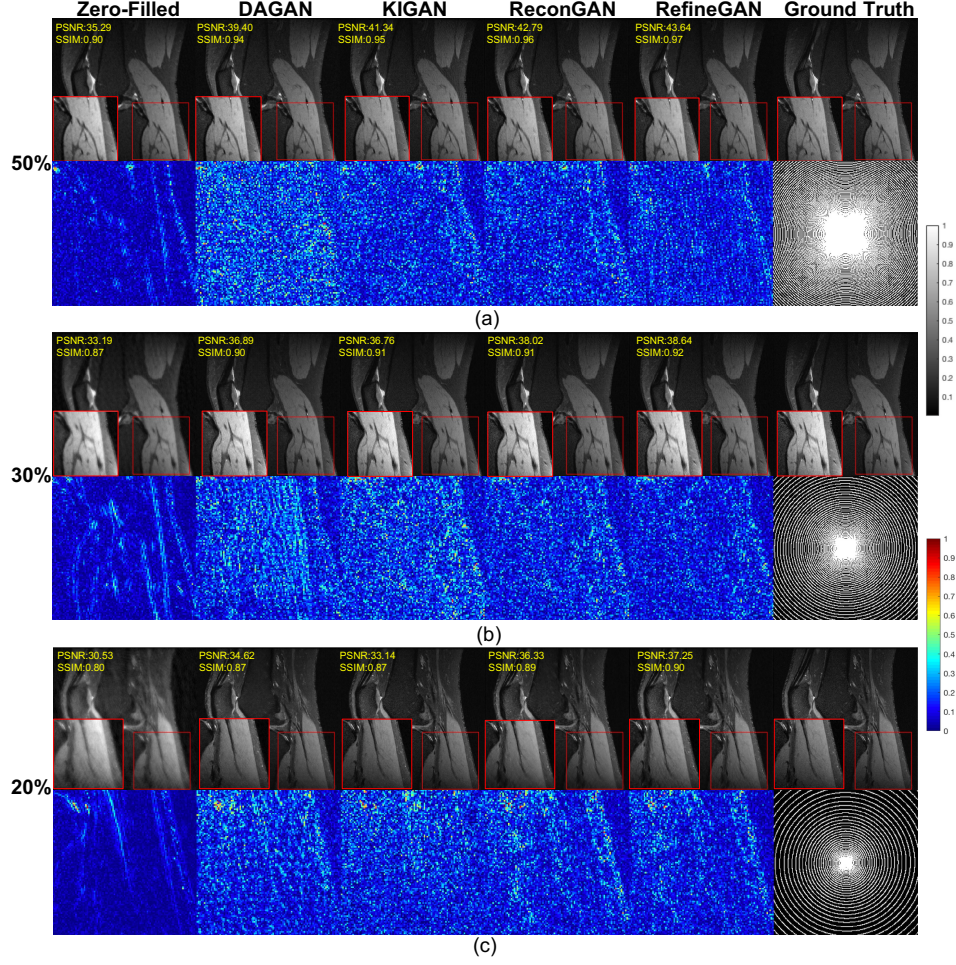 Zero-Filled DAGAN KIGAN ReconGAN RefineGAN Ground Truth
PSNR:35.29 PSNR:39.40 PSNR:41.34 PSNR:42.79 PSNR:43.64
SSIM:0.90 SSIM:0.94 SSIM:0.95 SSIM:0.96 SSIM:0.97
50%
(a)
PSNR:33.19 PSNR:36.89 PSNR:36.76 PSNR:38.02 PSNR:38.64
SSIM:0.87 SSIM:0.90 SSIM:0.91 SSIM:0.91 SSIM:0.92
30%
(b)
PSNR:30.53 PSNR:34.62 PSNR:33.14 PSNR:36.33 PSNR:37.25
SSIM:0.80 SSIM:0.87 SSIM:0.87 SSIM:0.89 SSIM:0.90
20%
(c)
1
0.9
0.8
0.7
0.6
0.5
0.4
0.3
0.2
0.1
1
0.9
0.8
0.7
0.6
0.5
0.4
0.3
0.2
0.1
0